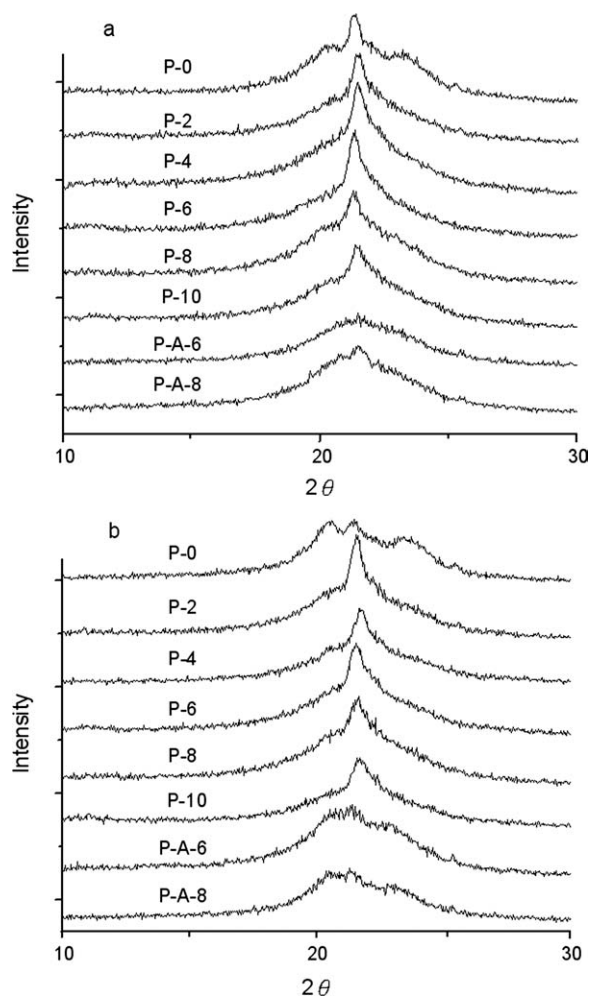 a
P-0
P-2
P-4
P-6
P-8
P-10
P-A-6
P-A-8
Intensity
10 20 30
2θ
b
P-0
P-2
P-4
P-6
P-8
P-10
P-A-6
P-A-8
Intensity
10 20 30
2θ